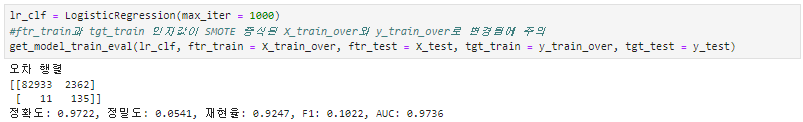 lr_clf = LogisticRegression(max_iter = 1000)
#ftr_train과 tgt_train 인자값이 SMOTE 증식된 X_train_over와 y_train_over로 변경됨에 주의
get_model_train_eval(lr_clf, ftr_train = X_train_over, ftr_test = X_test, tgt_train = y_train_over, tgt_test = y_test)
오차 행렬
[[82933  2362]
 [   11   135]]
정확도: 0.9722, 정밀도: 0.0541, 재현율: 0.9247, F1: 0.1022, AUC: 0.9736